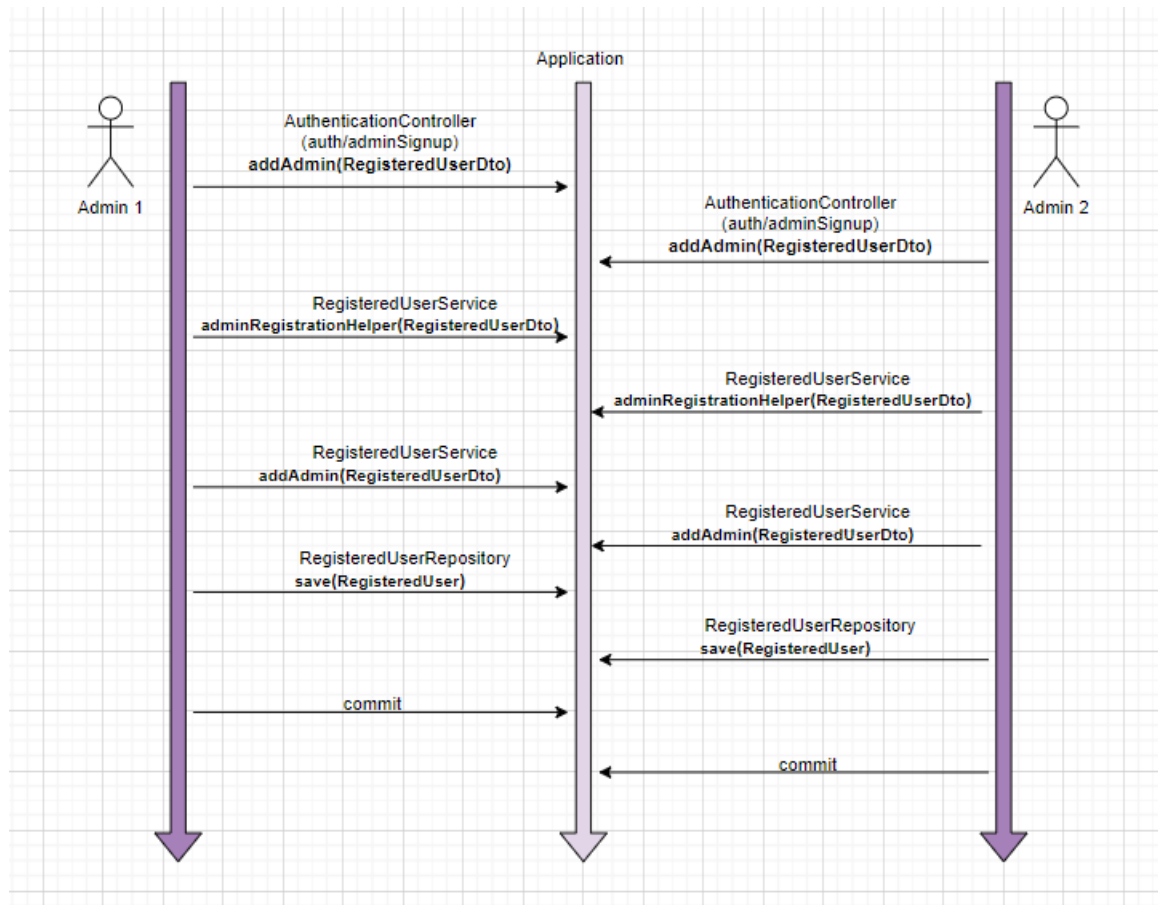 Application
AuthenticationController
(auth/adminSignup)
addAdmin(RegisteredUserDto)
Admin 1
AuthenticationController
(auth/adminSignup)
addAdmin(RegisteredUserDto)
Admin 2
RegisteredUserService
adminRegistrationHelper(RegisteredUserDto)
RegisteredUserService
adminRegistrationHelper(RegisteredUserDto)
RegisteredUserService
addAdmin(RegisteredUserDto)
RegisteredUserService
addAdmin(RegisteredUserDto)
RegisteredUserRepository
save(RegisteredUser)
RegisteredUserRepository
save(RegisteredUser)
commit
commit